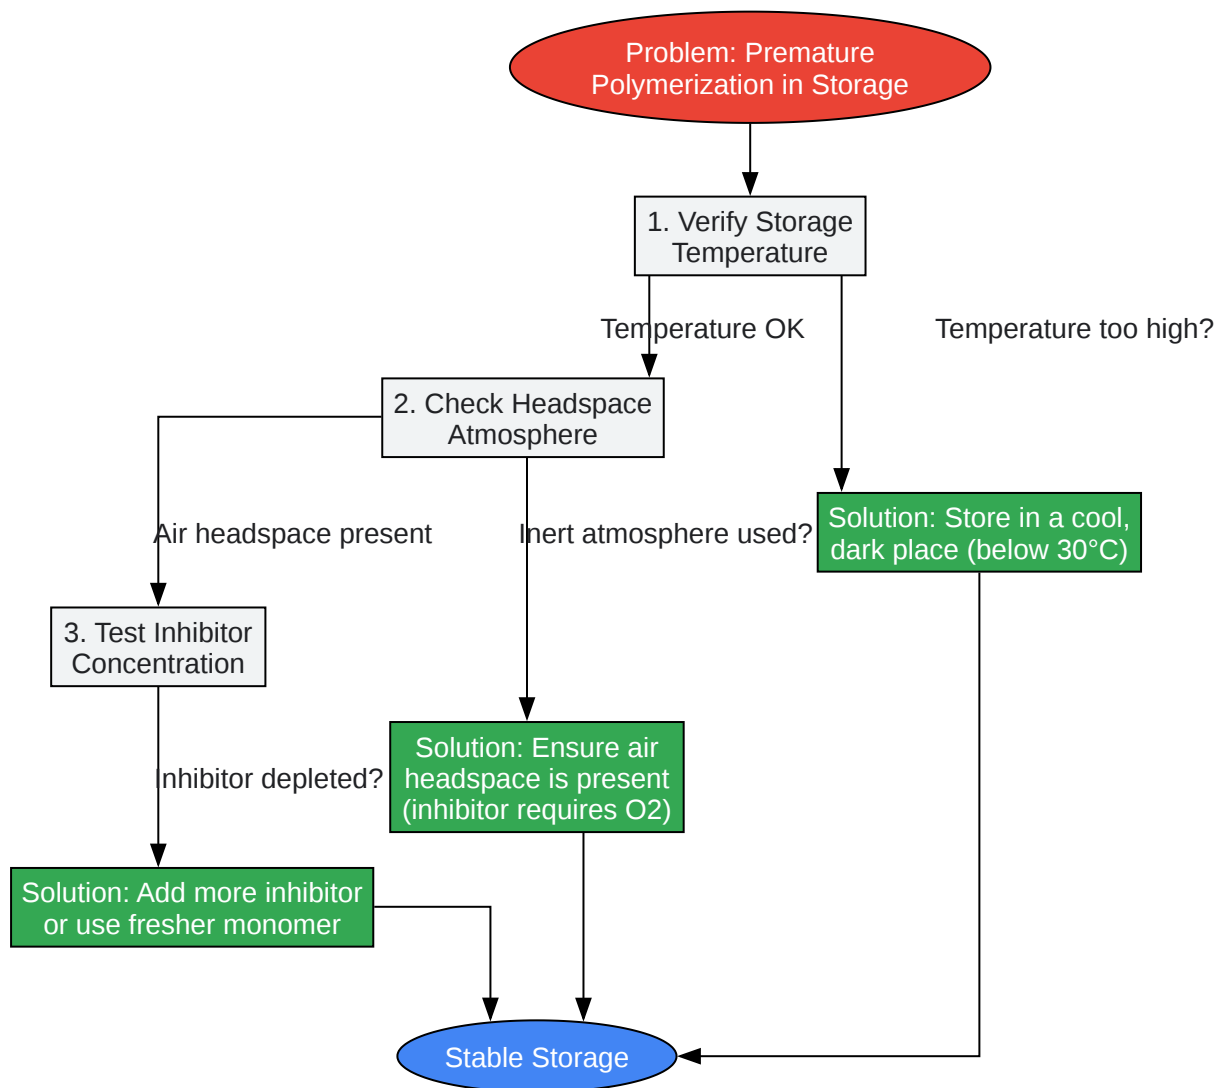 Problem: Premature
Polymerization in Storage
1. Verify Storage
Temperature
Temperature OK
Temperature too high?
2. Check Headspace
Atmosphere
Air headspace present
Inert atmosphere used?
Solution: Store in a cool,
dark place (below 30°C)
3. Test Inhibitor
Concentration
Inhibitor depleted?
Solution: Ensure air
headspace is present
(inhibitor requires O2)
Solution: Add more inhibitor
or use fresher monomer
Stable Storage